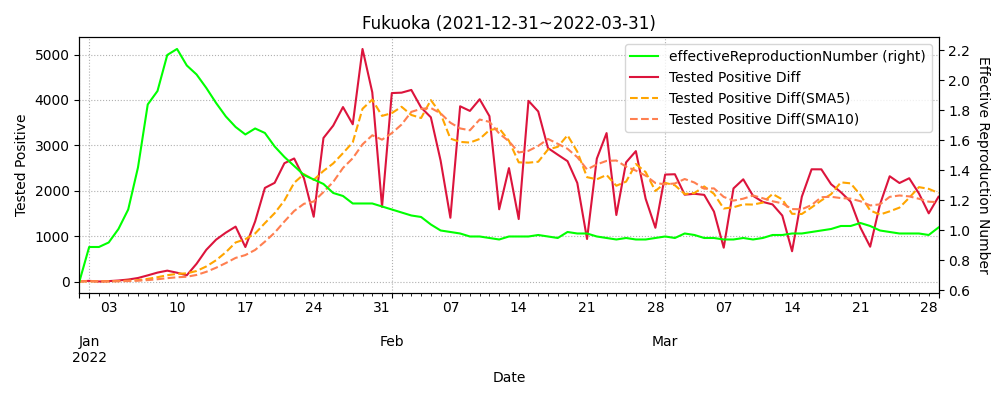 Fukuoka (2021-12-31~2022-03-31)
effectiveReproductionNumber (right)
Tested Positive Diff
Tested Positive Diff(SMA5)
Tested Positive Diff(SMA10)
Tested Positive
5000
4000
3000
2000
1000
0
2.2
2.0
1.8
1.6
1.4
1.2
1.0
0.8
0.6
Effective Reproduction Number
03 10 17 24 31 07 14 21 28 07 14 21 28
Jan Feb Mar
2022
Date